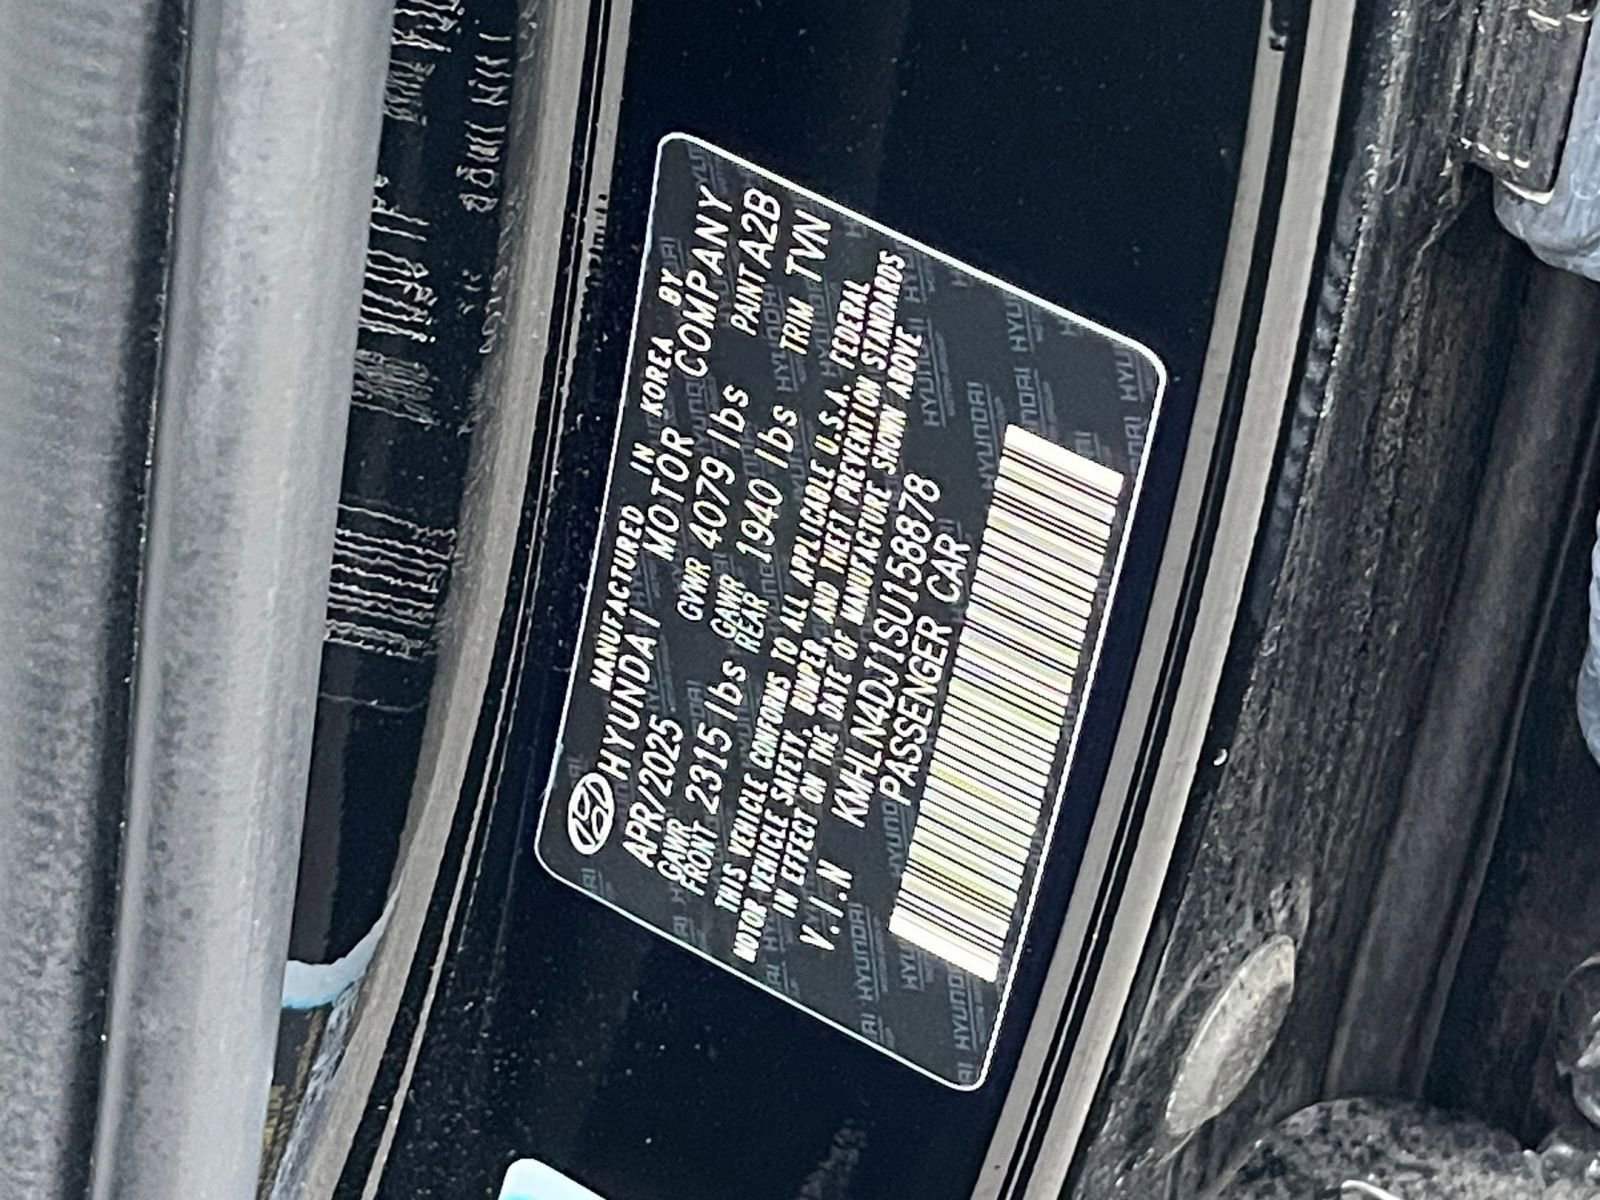 MANUFACTURED IN KOREA BY
HYUNDAI MOTOR COMPANY
APR/2025 GVWR 4079 lbs PAINT A2B
GAWR FRONT 2315 lbs GAWR REAR 1940 lbs TRIM TVN
THIS VEHICLE CONFORMS TO ALL APPLICABLE U.S.A. FEDERAL
MOTOR VEHICLE SAFETY, BUMPER, AND THEFT PREVENTION STANDARDS
IN EFFECT ON THE DATE OF MANUFACTURE SHOWN ABOVE
V.I.N KMHLN4DJ1SU158878
PASSENGER CAR